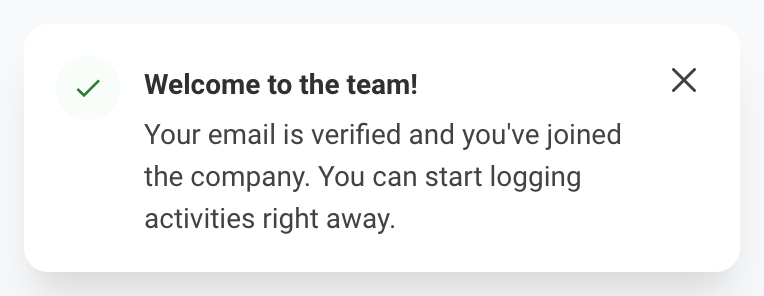 Welcome to the team!
Your email is verified and you've joined
the company. You can start logging
activities right away.